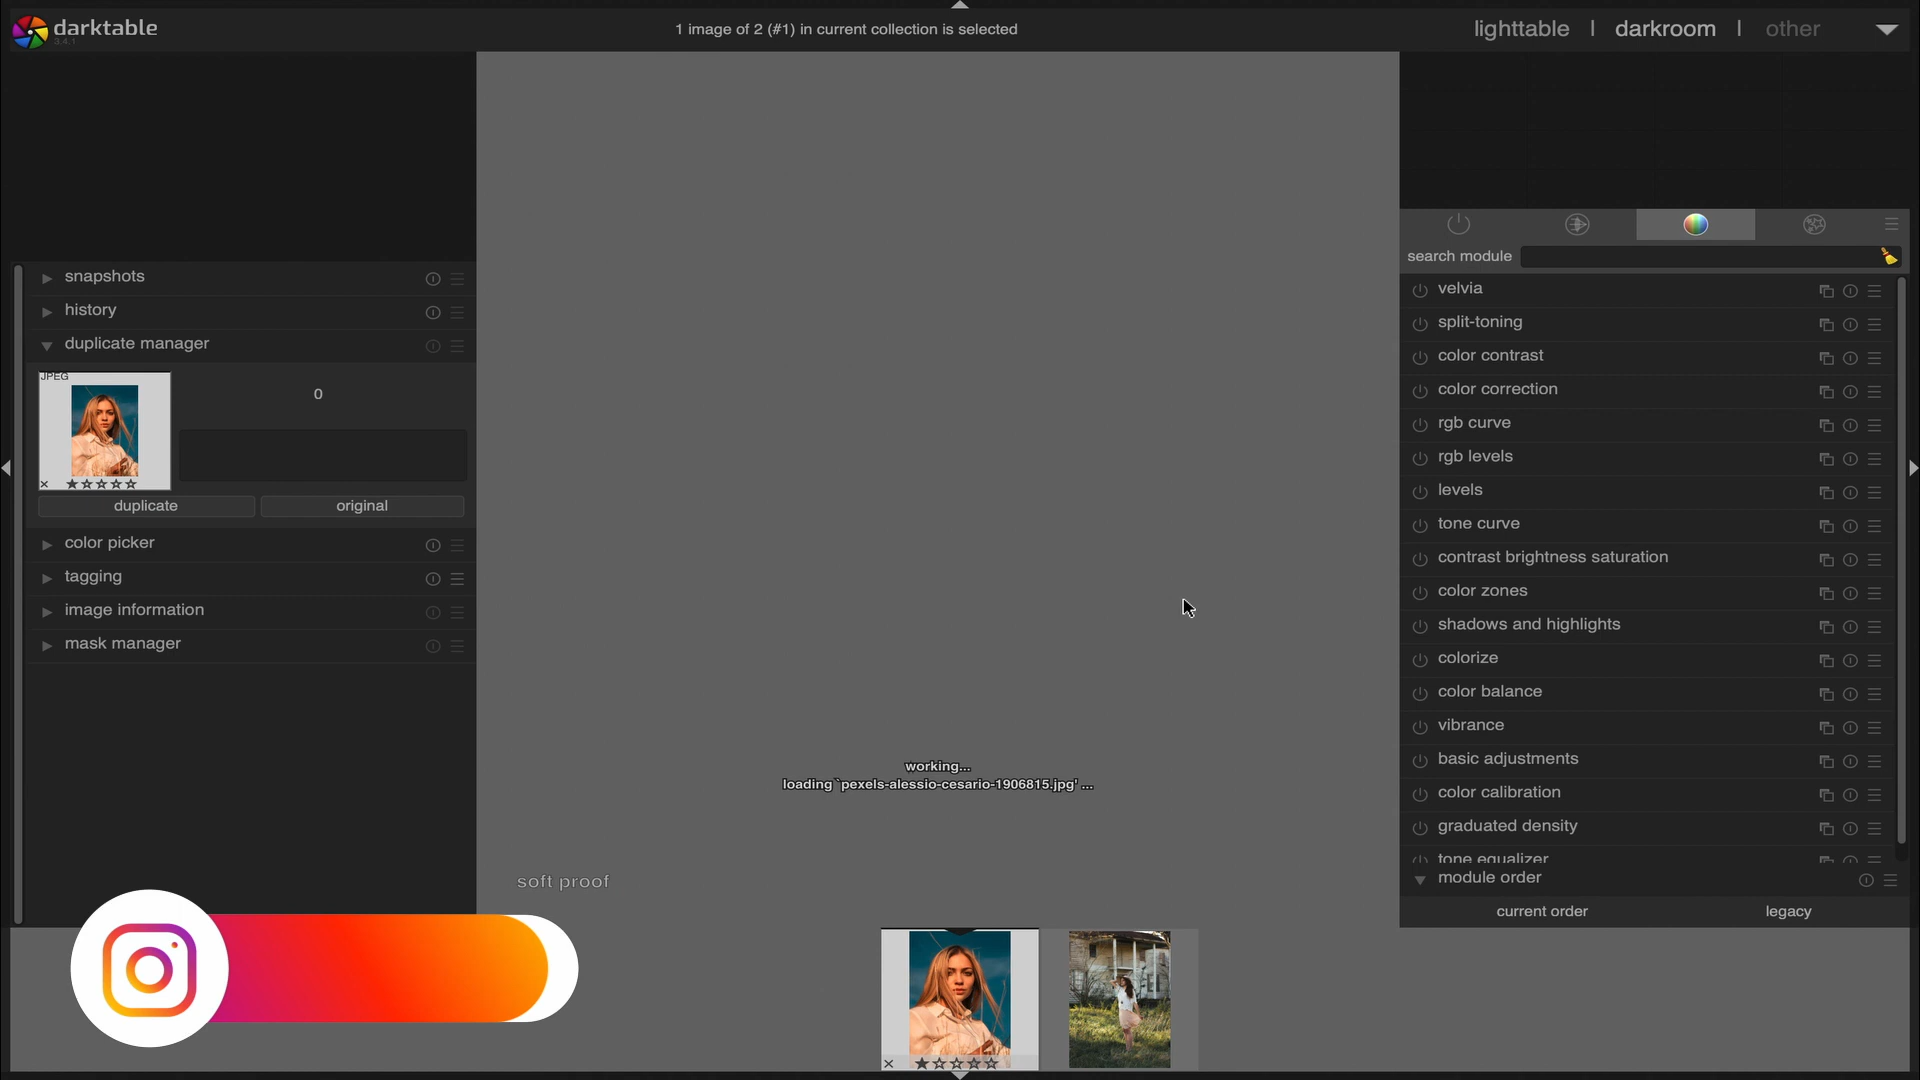 darktable
3.4.1
1 image of 2 (#1) in current collection is selected
lighttable | darkroom | other
snapshots
history
duplicate manager
JPEG
0
duplicate
original
color picker
tagging
image information
mask manager
working...
loading `pexels-alessio-cesario-1906815.jpg' ...
soft proof
search module
velvia
split-toning
color contrast
color correction
rgb curve
rgb levels
levels
tone curve
contrast brightness saturation
color zones
shadows and highlights
colorize
color balance
vibrance
basic adjustments
color calibration
graduated density
tone equalizer
module order
current order
legacy